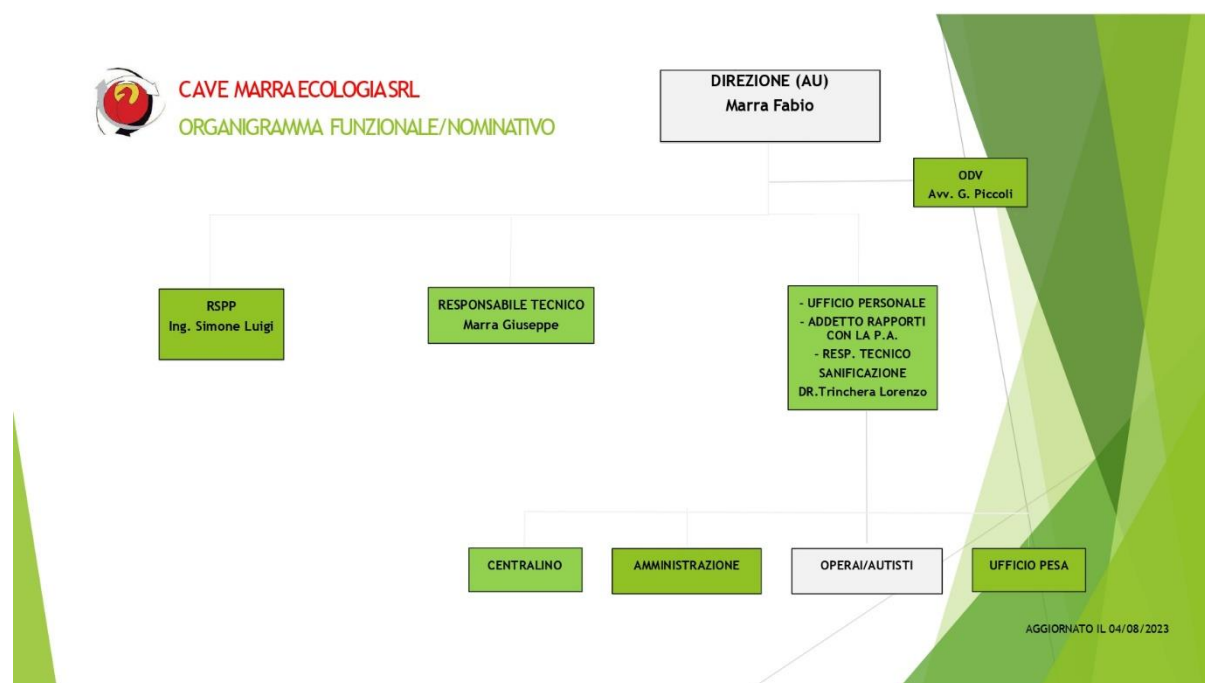 CAVE MARRA ECOLOGIA SRL
ORGANIGRAMMA FUNZIONALE/NOMINATIVO
DIREZIONE (AU)
Marra Fabio
ODV
Avv. G. Piccoli
RSPP
Ing. Simone Luigi
RESPONSABILE TECNICO
Marra Giuseppe
- UFFICIO PERSONALE
- ADDETTO RAPPORTI
CON LA P.A.
- RESP. TECNICO
SANIFICAZIONE
DR.Trinchera Lorenzo
CENTRALINO
AMMINISTRAZIONE
OPERAI/AUTISTI
UFFICIO PESA
AGGIORNATO IL 04/08/2023